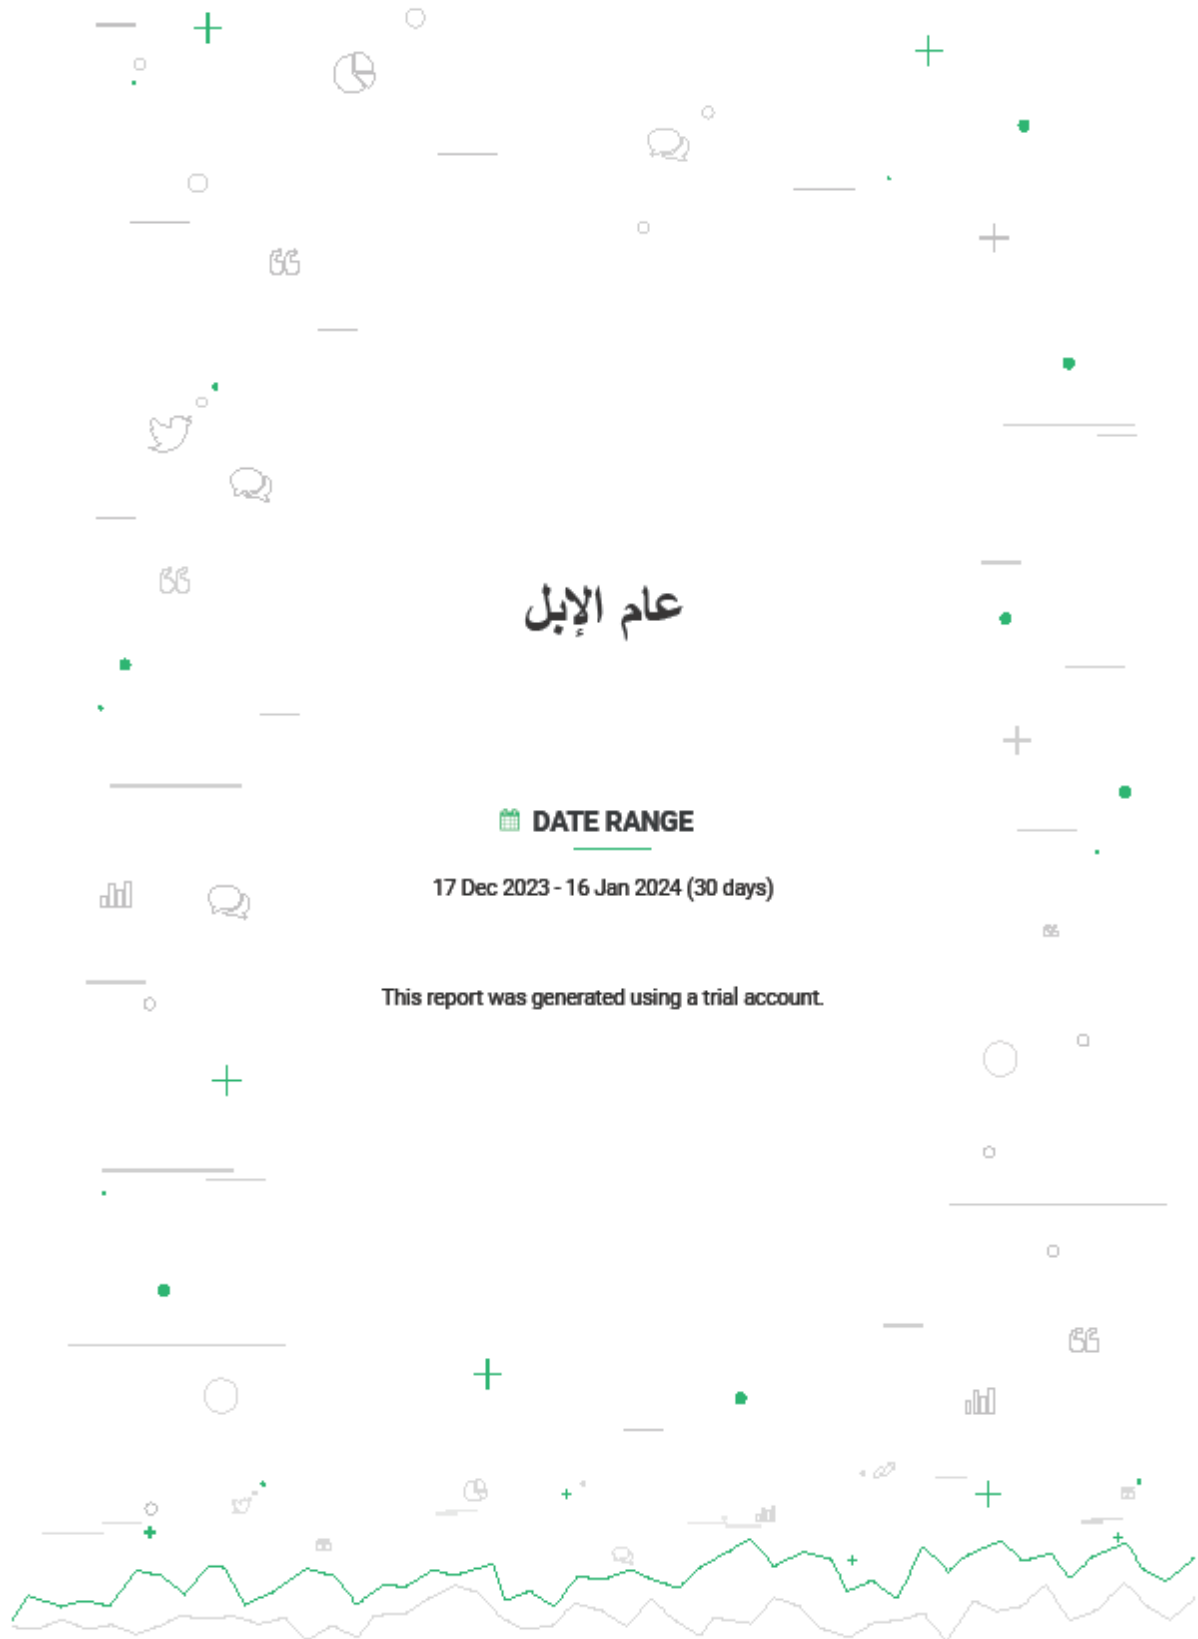 عام الإبل
DATE RANGE
17 Dec 2023 - 16 Jan 2024 (30 days)
This report was generated using a trial account.